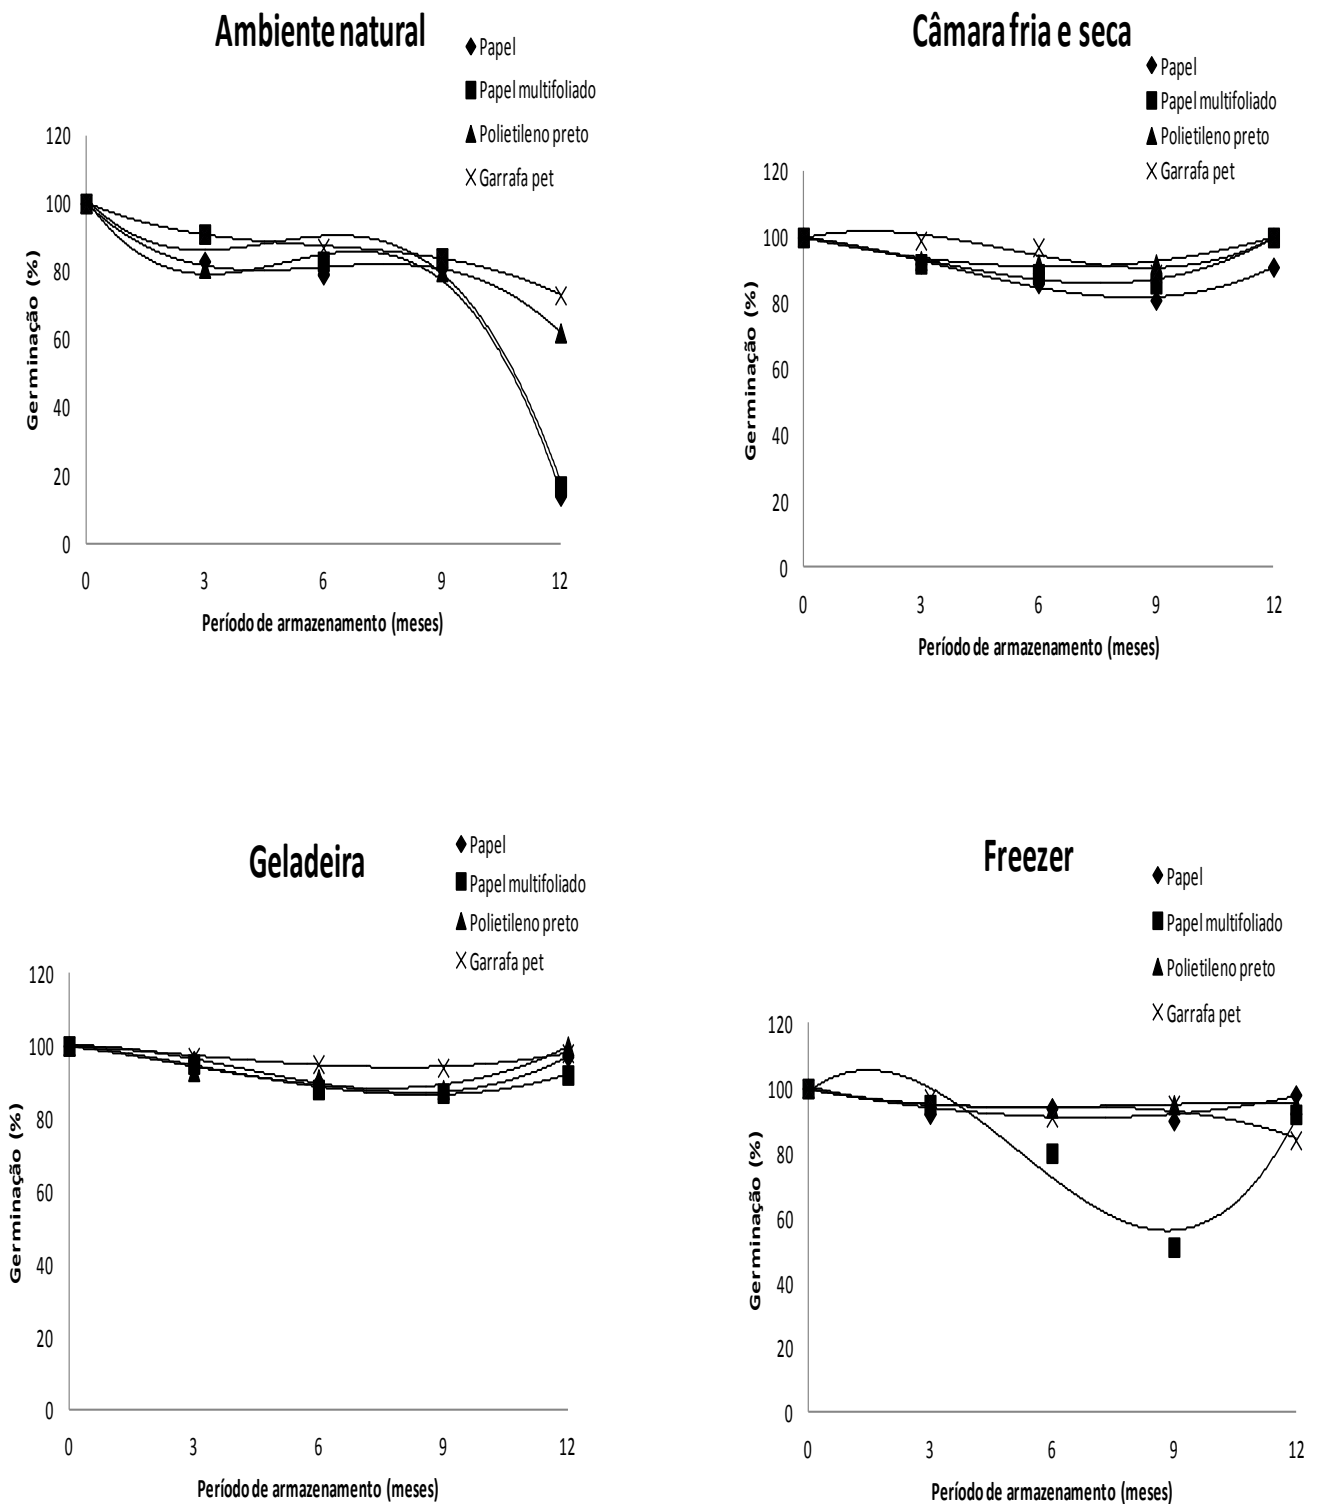 Ambiente natural
Papel
Papel multifoliado
Polietileno preto
Garrafa pet
120
100
80
60
40
20
0
Germinação (%)
0 3 6 9 12
Período de armazenamento (meses)
Câmara fria e seca
Papel
Papel multifoliado
Polietileno preto
Garrafa pet
120
100
80
60
40
20
0
Germinação (%)
0 3 6 9 12
Período de armazenamento (meses)
Geladeira
Papel
Papel multifoliado
Polietileno preto
Garrafa pet
120
100
80
60
40
20
0
Germinação (%)
0 3 6 9 12
Período de armazenamento (meses)
Freezer
Papel
Papel multifoliado
Polietileno preto
Garrafa pet
120
100
80
60
40
20
0
Germinação (%)
0 3 6 9 12
Período de armazenamento (meses)